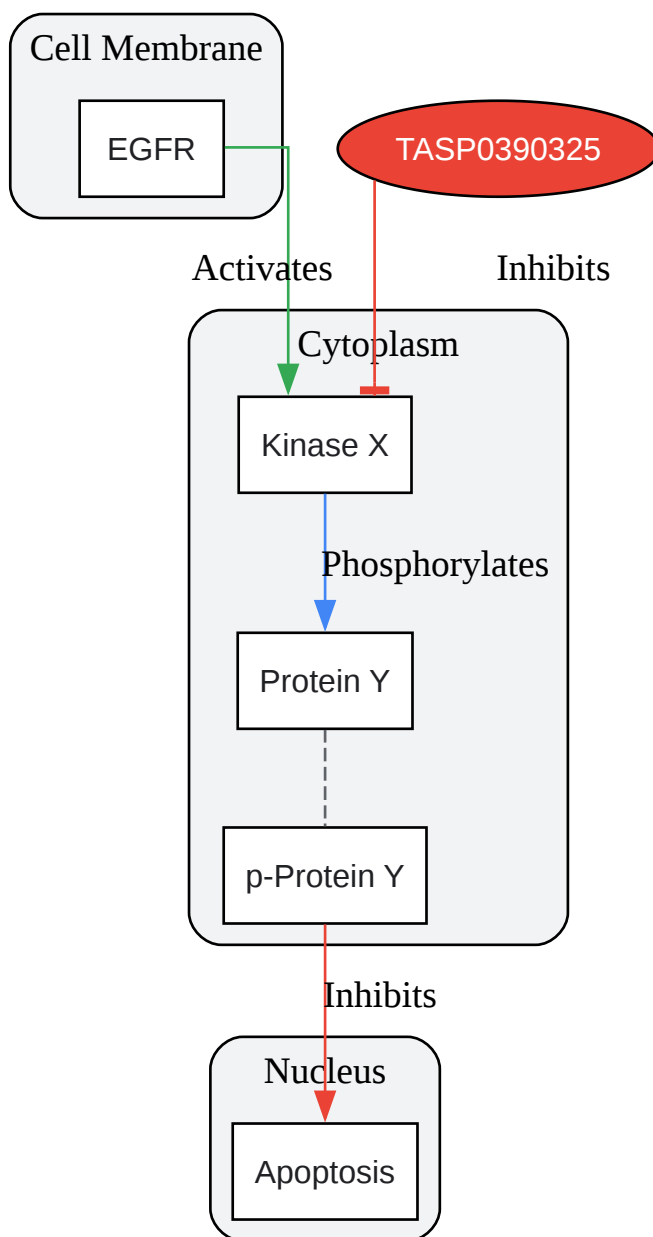 Cell Membrane
EGFR
TASP0390325
Activates
Inhibits
Cytoplasm
Kinase X
Phosphorylates
Protein Y
p-Protein Y
Inhibits
Nucleus
Apoptosis